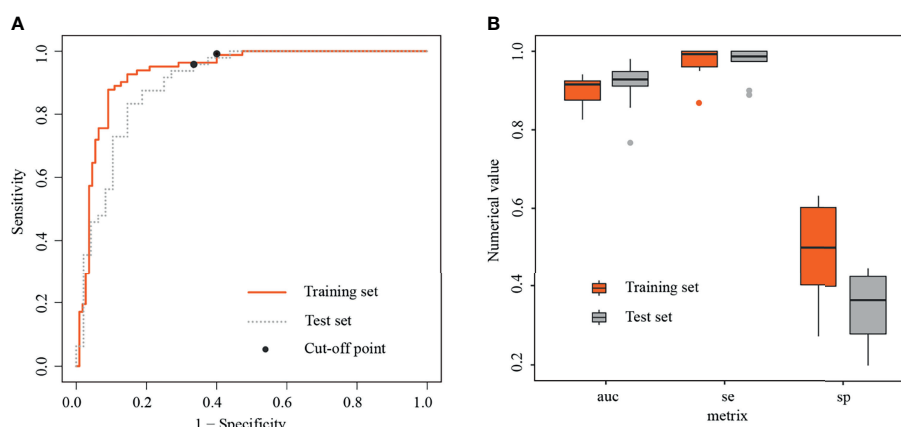 A
Sensitivity
1.0
0.8
0.6
0.4
0.2
0.0
Training set
Test set
Cut-off point
0.0 0.2 0.4 0.6 0.8 1.0
1 − Specificity
B
Numerical value
1.0
0.8
0.6
0.4
0.2
Training set
Test set
auc se sp
metrix